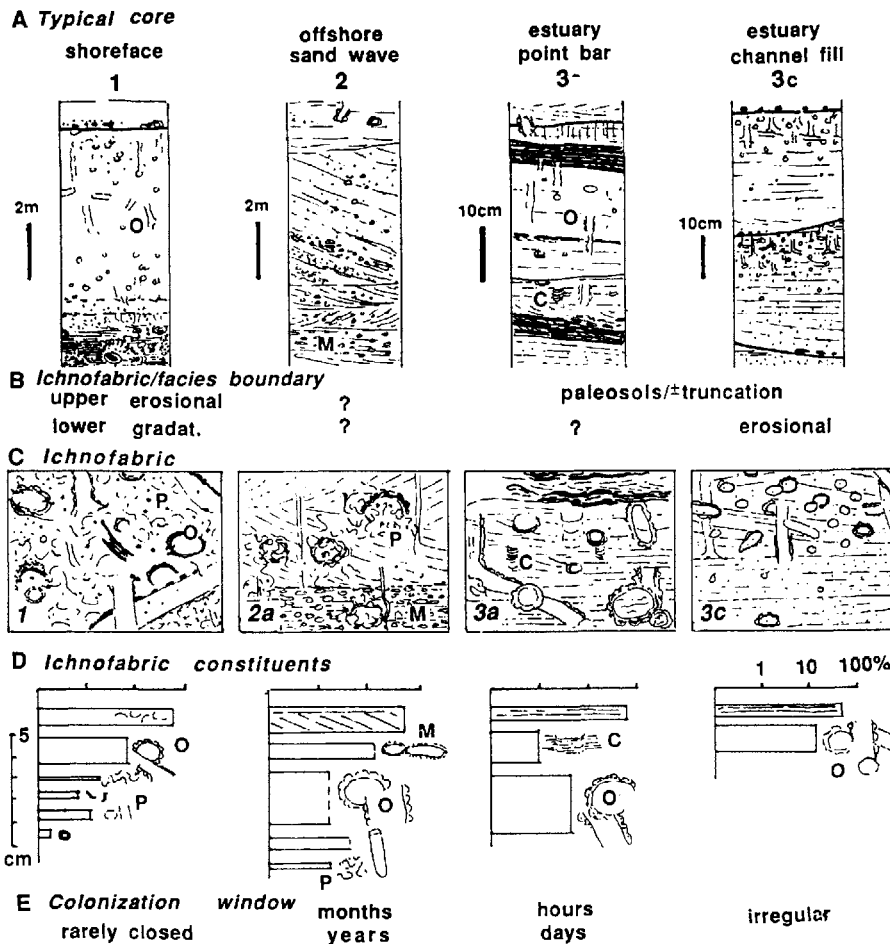 A Typical core
shoreface
1
offshore
sand wave
2
estuary
point bar
3-
estuary
channel fill
3c
2m
2m
10cm
10cm
O
M
O
C
B Ichnofabric/facies boundary
upper erosional ? paleosols/±truncation
lower gradat. ? ? erosional
C Ichnofabric
P
O
1
P
M
2a
C
3a
3c
D Ichnofabric constituents
1 10 100%
5
cm
O
P
M
O
P
C
O
O
E Colonization window
rarely closed
months
years
hours
days
irregular